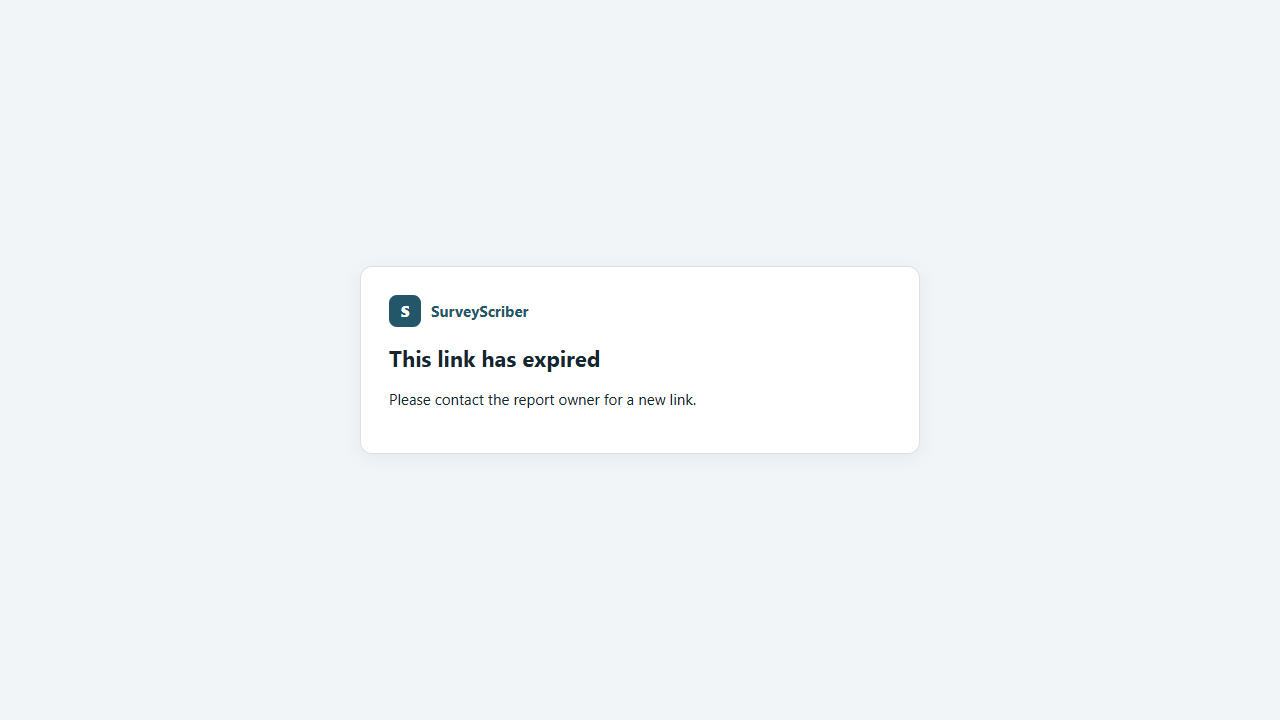 S SurveyScriber
This link has expired
Please contact the report owner for a new link.